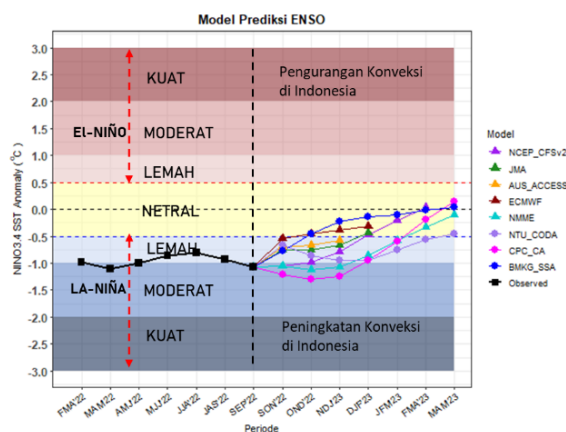 Model Prediksi ENSO
NINO3.4 SST Anomaly (°C)
3.0
2.5
2.0
1.5
1.0
0.5
0.0
-0.5
-1.0
-1.5
-2.0
-2.5
-3.0
KUAT
Pengurangan Konveksi
di Indonesia
El-NIÑO
MODERAT
LEMAH
NETRAL
LEMAH
LA-NIÑA
MODERAT
KUAT
Peningkatan Konveksi
di Indonesia
FMA'22
MAM'22
AMJ'22
MJJ'22
JJA'22
JAS'22
SEP'22
SON'22
OND'22
NDJ'23
DJF'23
JFM'23
FMA'23
MAM'23
Periode
Model
NCEP_CFSv2
JMA
AUS_ACCESS
ECMWF
NMME
NTU_CODA
CPC_CA
BMKG_SSA
Observed